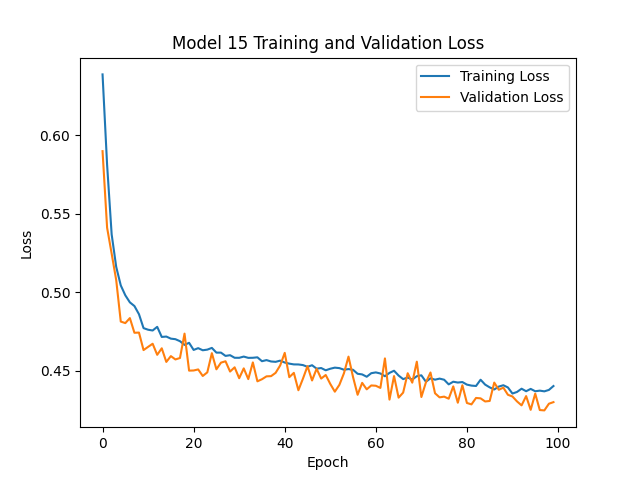 Model 15 Training and Validation Loss
Training Loss
Validation Loss
Loss
0.60
0.55
0.50
0.45
0 20 40 60 80 100
Epoch